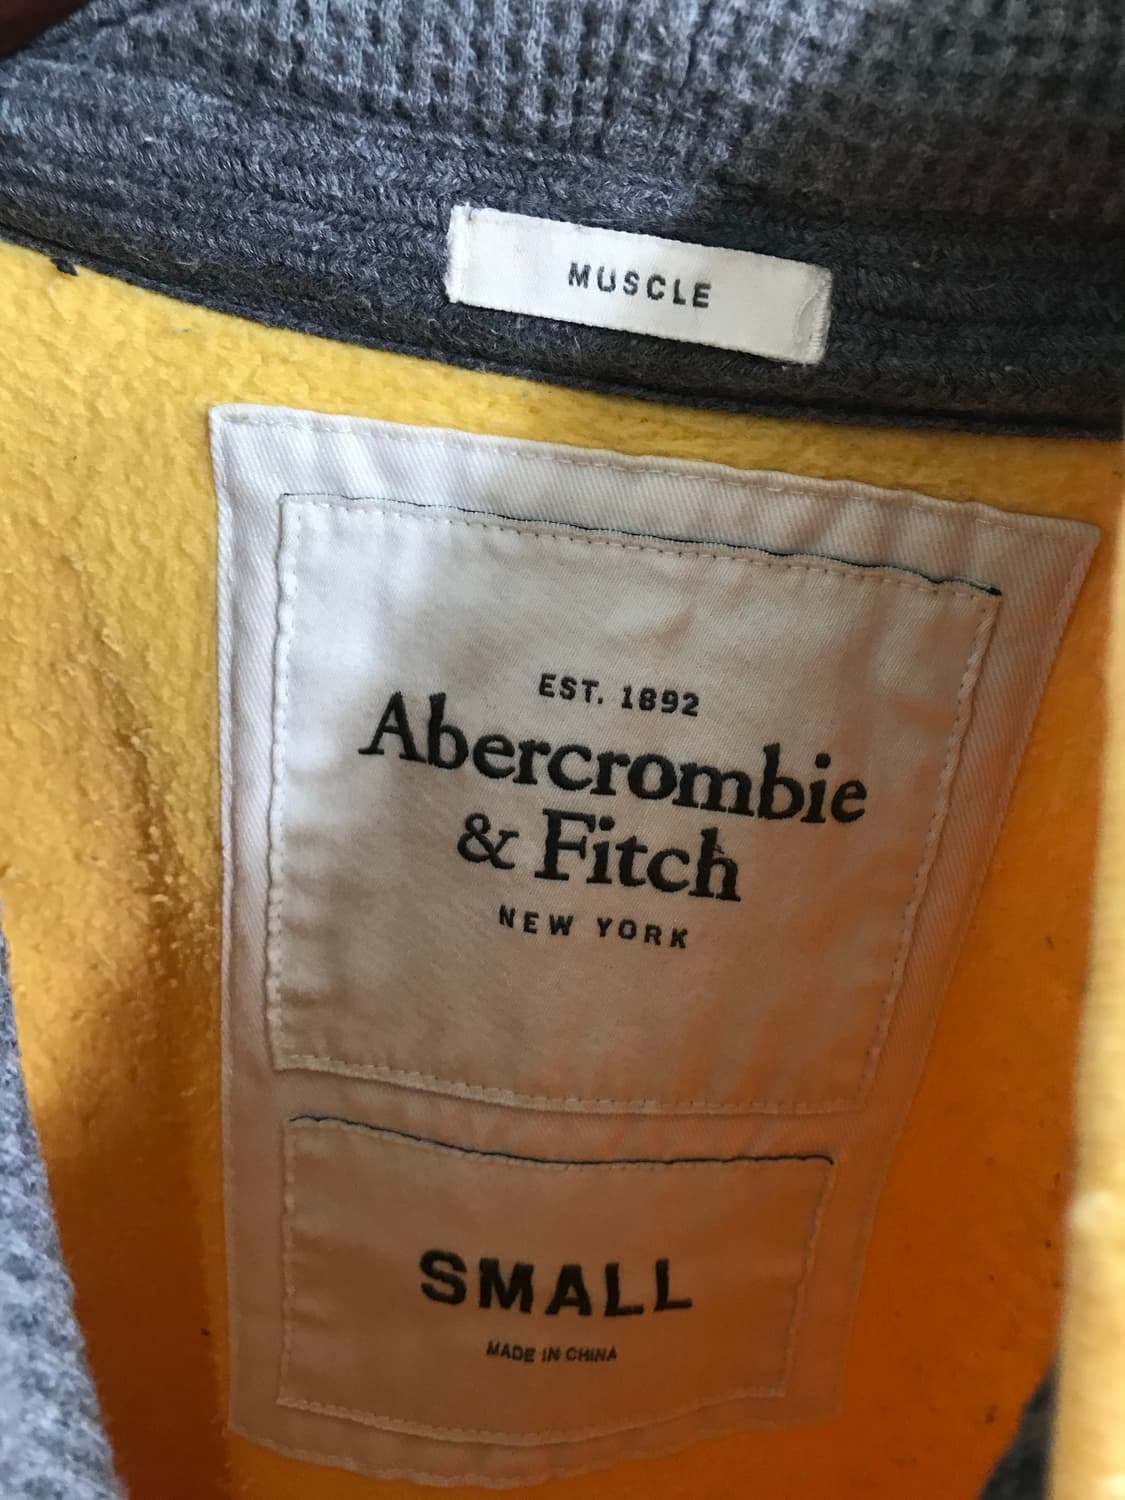 MUSCLE
EST. 1892
Abercrombie
& Fitch
NEW YORK
SMALL
MADE IN CHINA